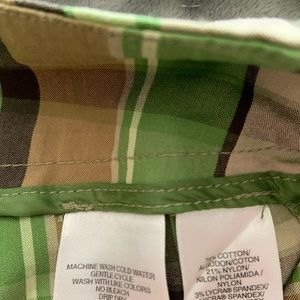 MACHINE WASH COLD WATER
GENTLE CYCLE
WASH WITH LIKE COLORS
NO BLEACH
DRIP
COTTON/
ALGODON/COTON
21% NYLON/
NILON POLIAMIDA /
NYLON
3% LYCRA® SPANDEX/
LYCRA® SPANDEX/